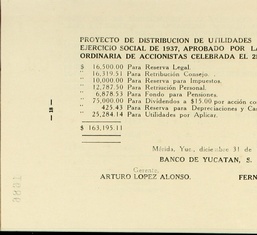 PROYECTO DE DISTRIBUCION DE UTILIDADES
EJERCICIO SOCIAL DE 1937, APROBADO POR LA
ORDINARIA DE ACCIONISTAS CELEBRADA EL 2
$ 16,500.00 Para Reserva Legal.
" 16,319.51 Para Retribución Consejo.
" 10,000.00 Para Reserva para Impuestos.
" 12,787.50 Para Retribución Personal.
" 6,878.53 Para Fondo para Pensiones.
" 75,000.00 Para Dividendos a $15.00 por acción
" 425.43 Para Reserva para Depreciaciones y
" 25,284.14 Para Utilidades por Aplicar.
$ 163,195.11
Mérida, Yuc., diciembre 31 de
BANCO DE YUCATAN, S.
Gerente,
ARTURO LOPEZ ALONSO. FERN